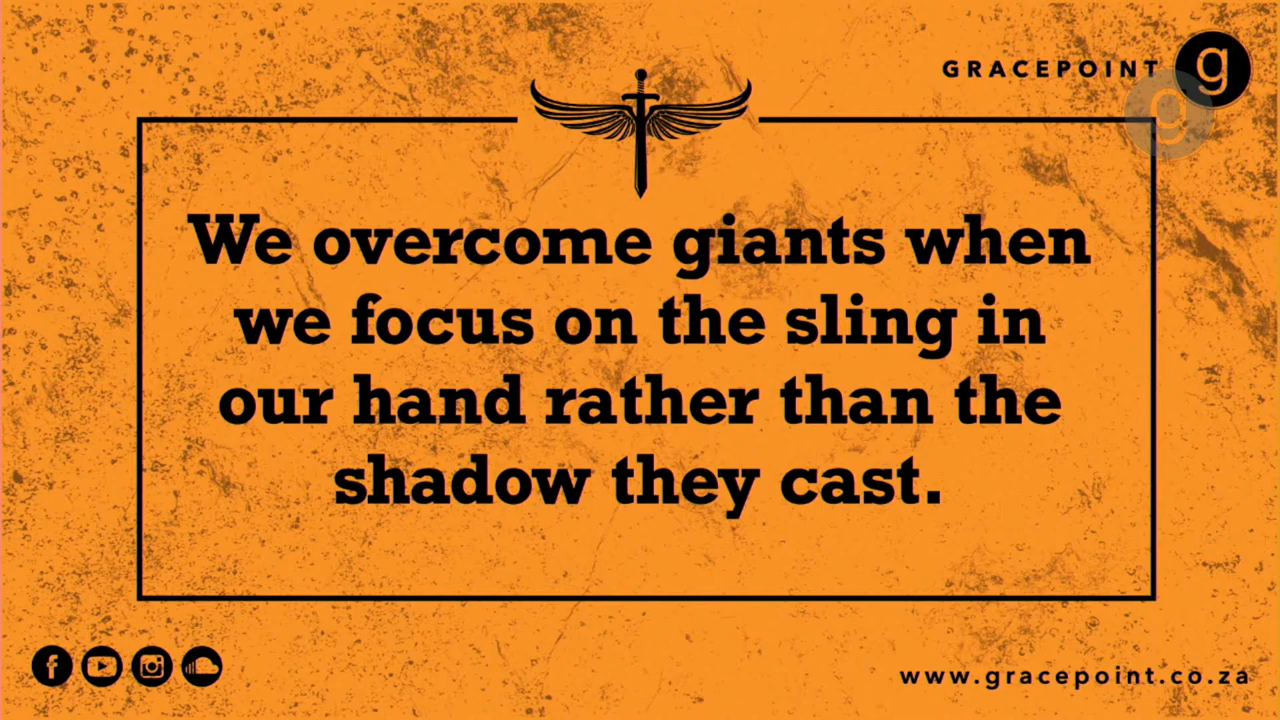 GRACEPOINT
g
g
We overcome giants when
we focus on the sling in
our hand rather than the
shadow they cast.
www.gracepoint.co.za